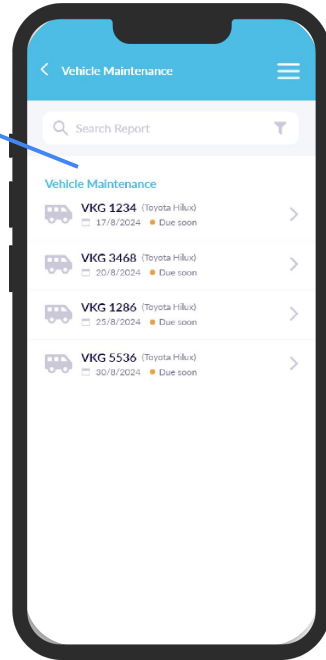 Vehicle Maintenance
Search Report
Vehicle Maintenance
VKG 1234 (Toyota Hilux)
17/8/2024 Due soon
VKG 3468 (Toyota Hilux)
20/8/2024 Due soon
VKG 1286 (Toyota Hilux)
25/8/2024 Due soon
VKG 5536 (Toyota Hilux)
30/8/2024 Due soon